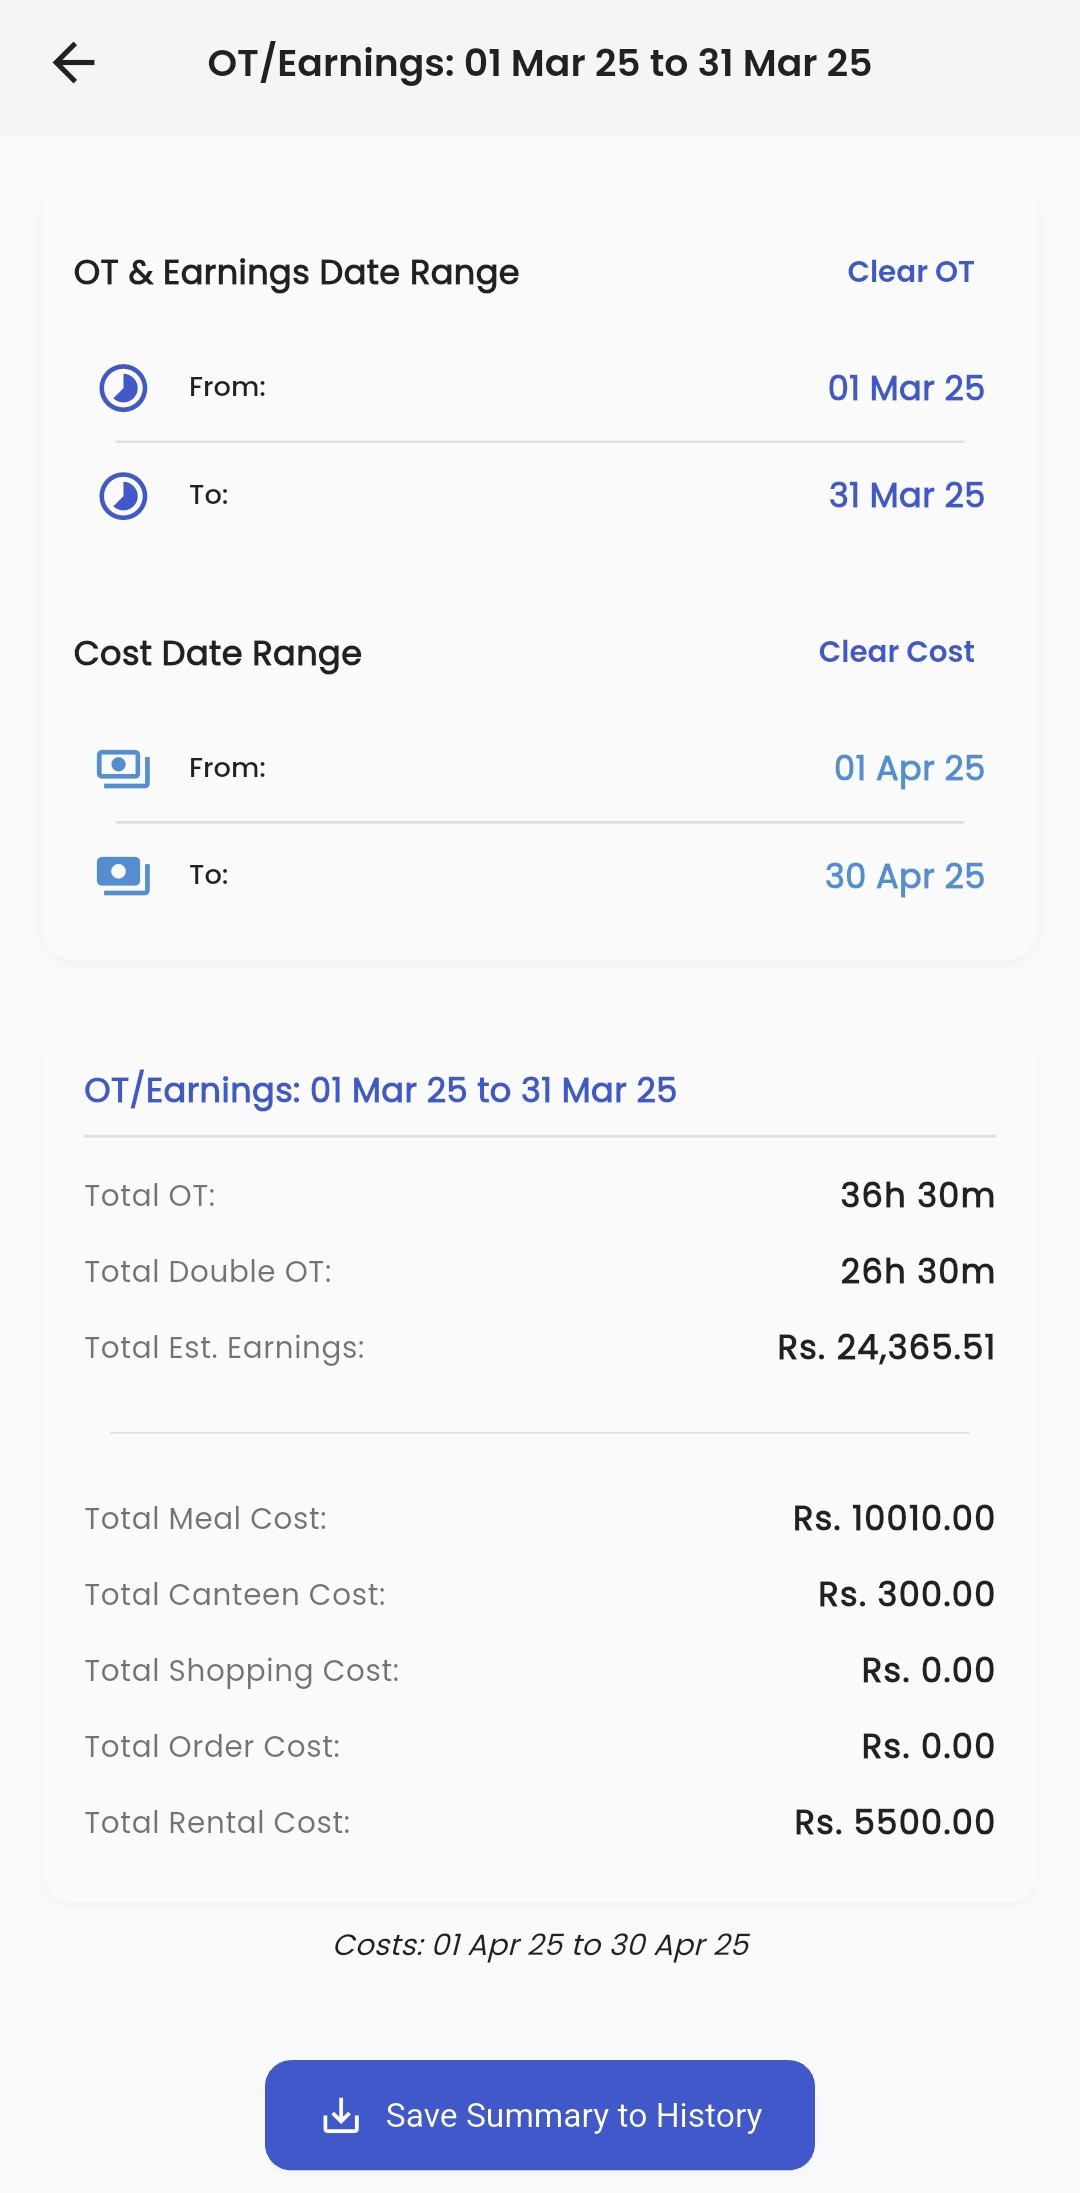 OT/Earnings: 01 Mar 25 to 31 Mar 25
OT & Earnings Date Range
Clear OT
From:
01 Mar 25
To:
31 Mar 25
Cost Date Range
Clear Cost
From:
01 Apr 25
To:
30 Apr 25
OT/Earnings: 01 Mar 25 to 31 Mar 25
Total OT:
36h 30m
Total Double OT:
26h 30m
Total Est. Earnings:
Rs. 24,365.51
Total Meal Cost:
Rs. 10010.00
Total Canteen Cost:
Rs. 300.00
Total Shopping Cost:
Rs. 0.00
Total Order Cost:
Rs. 0.00
Total Rental Cost:
Rs. 5500.00
Costs: 01 Apr 25 to 30 Apr 25
Save Summary to History